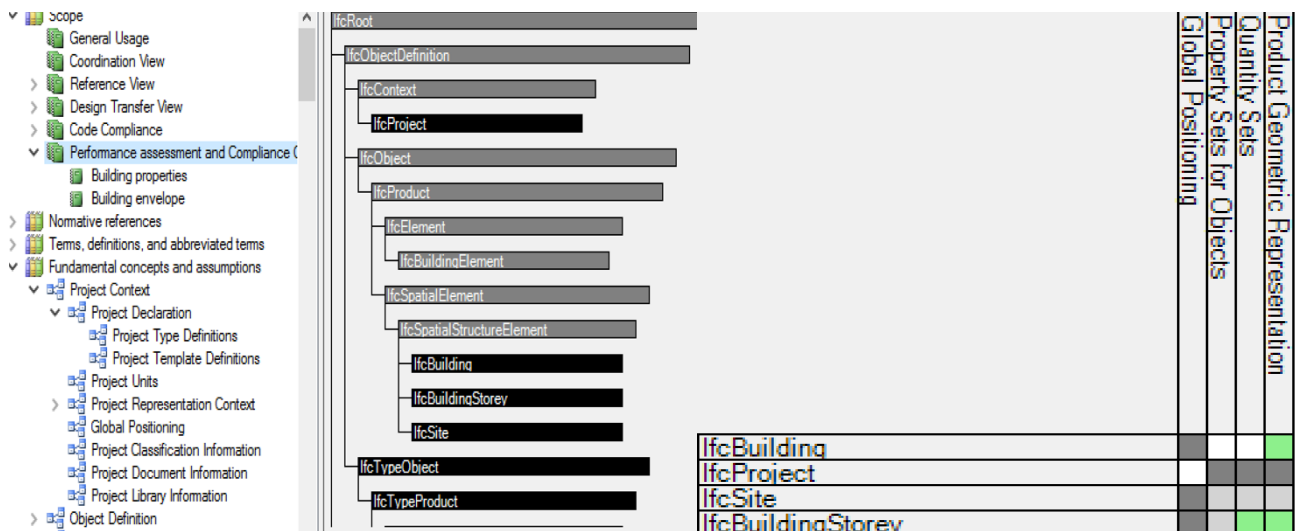 Scope
General Usage
Coordination View
Reference View
Design Transfer View
Code Compliance
Performance assessment and Compliance
Building properties
Building envelope
Normative references
Terms, definitions, and abbreviated terms
Fundamental concepts and assumptions
Project Context
Project Declaration
Project Type Definitions
Project Template Definitions
Project Units
Project Representation Context
Global Positioning
Project Classification Information
Project Document Information
Project Library Information
Object Definition
IfcRoot
IfcObjectDefinition
IfcContext
IfcProject
IfcObject
IfcProduct
IfcElement
IfcBuildingElement
IfcSpatialElement
IfcSpatialStructureElement
IfcBuilding
IfcBuildingStorey
IfcSite
IfcTypeObject
IfcTypeProduct
Global Positioning
Property Sets for Objects
Quantity Sets
Product Geometric Representation
IfcBuilding
IfcProject
IfcSite
IfcBuildingStorey